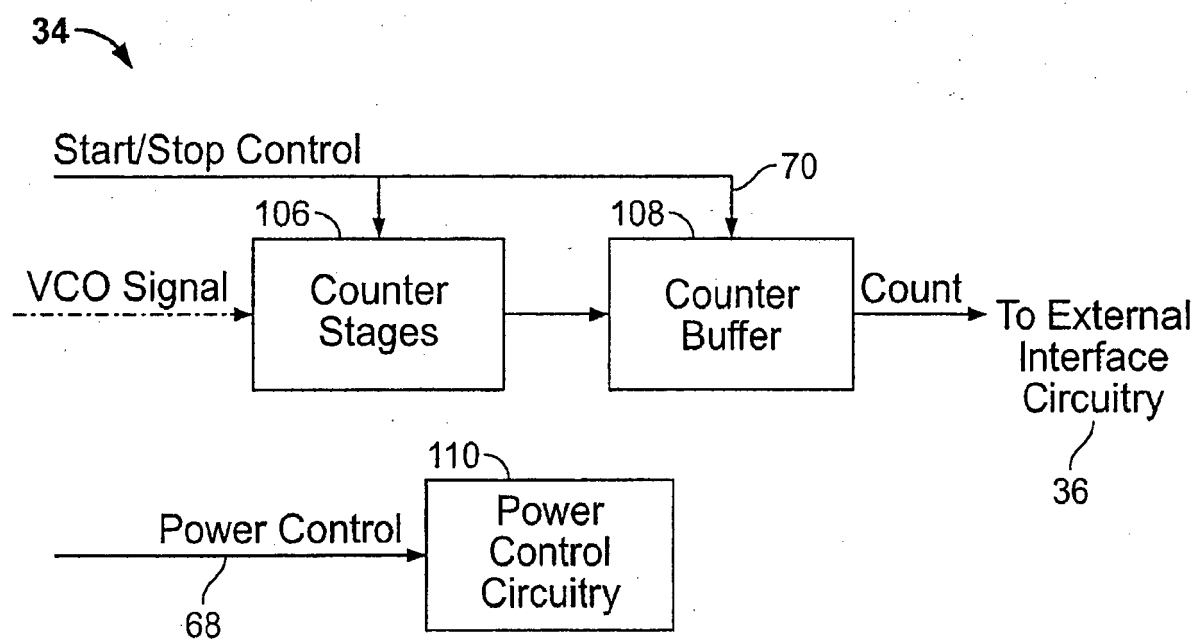 34
Start/Stop Control
70
106
108
VCO Signal
Counter
Stages
Counter
Buffer
Count
To External
Interface
Circuitry
36
110
Power Control
68
Power
Control
Circuitry